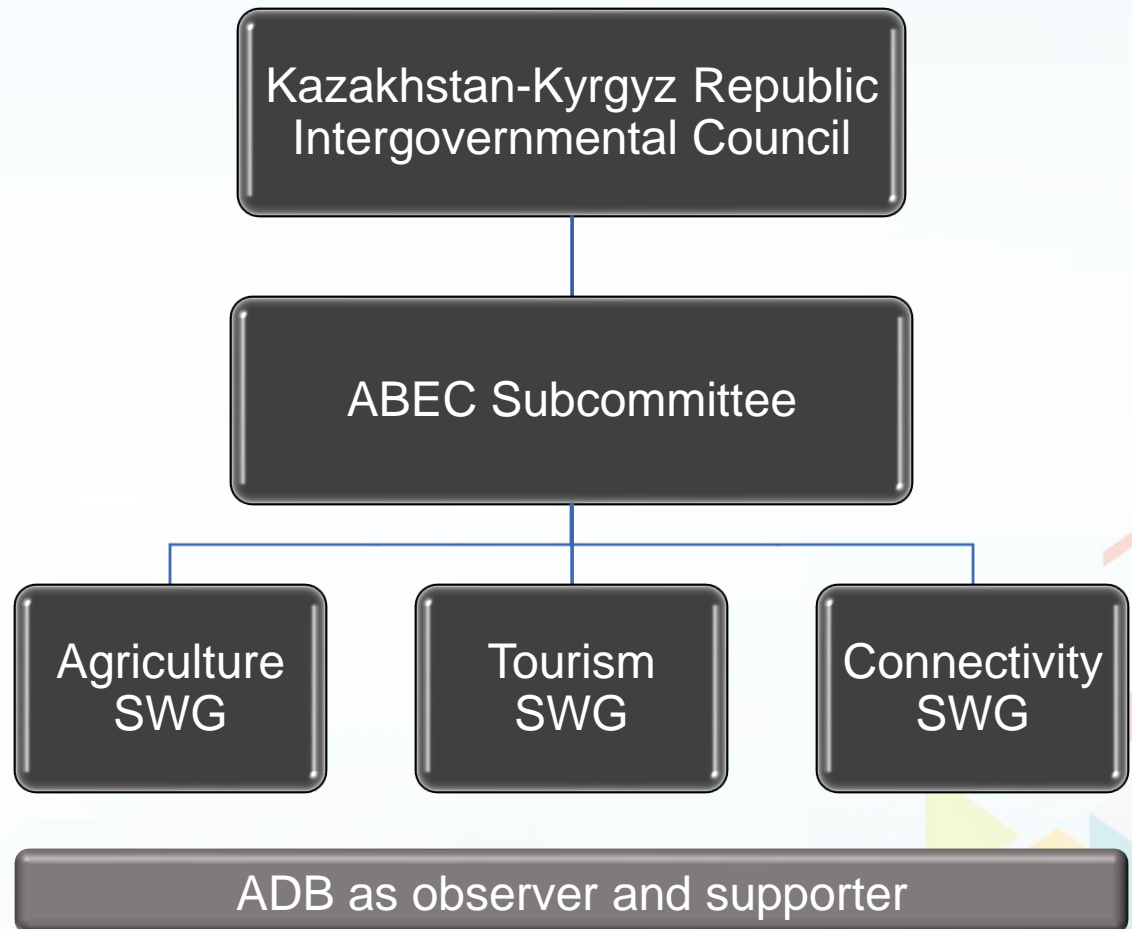 Kazakhstan-Kyrgyz Republic
Intergovernmental Council
ABEC Subcommittee
Agriculture
SWG
Tourism
SWG
Connectivity
SWG
ADB as observer and supporter